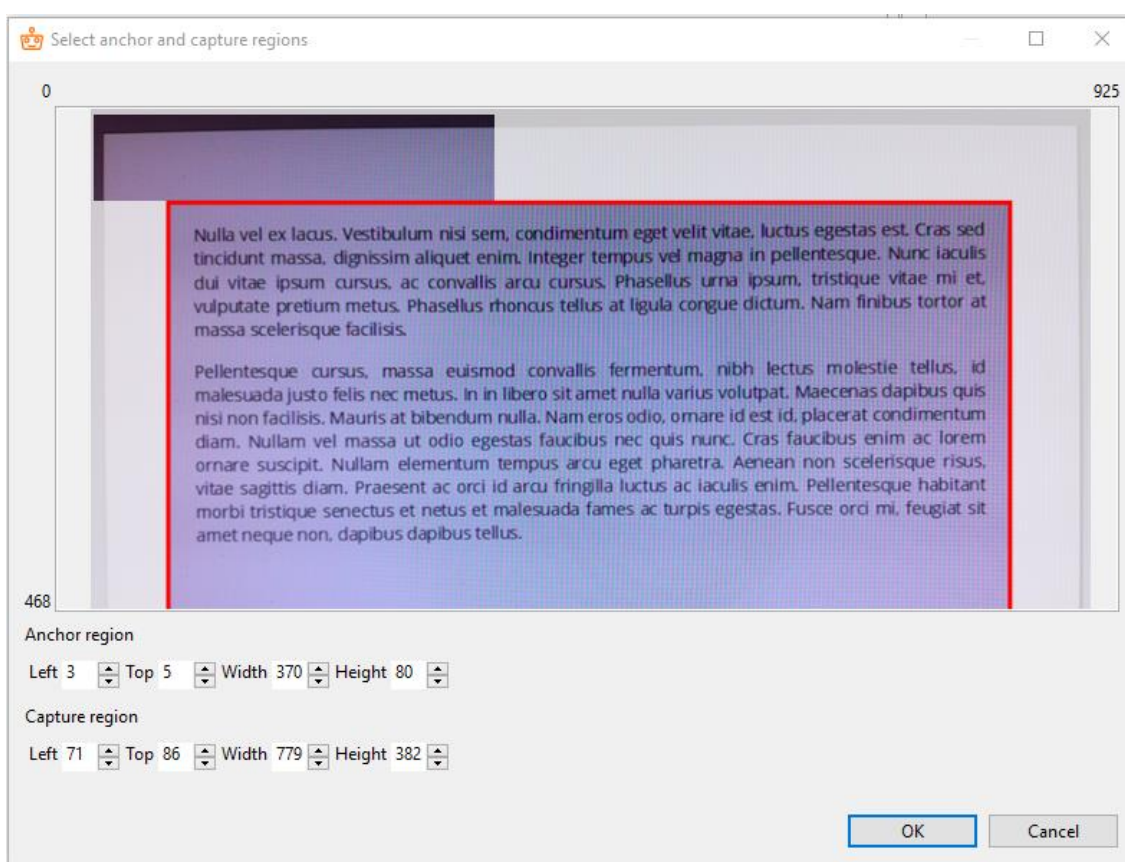 Select anchor and capture regions
0
925
Nulla vel ex lacus. Vestibulum nisi sem, condimentum eget velit vitae, luctus egestas est. Cras sed
tincidunt massa, dignissim aliquet enim. Integer tempus vel magna in pellentesque. Nunc iaculis
dui vitae ipsum cursus, ac convallis arcu cursus. Phasellus urna ipsum, tristique vitae mi et,
vulputate pretium metus. Phasellus rhoncus tellus at ligula congue dictum. Nam finibus tortor at
massa scelerisque facilisis.
Pellentesque cursus, massa euismod convallis fermentum, nibh lectus molestie tellus, id
malesuada justo felis nec metus. In in libero sit amet nulla varius volutpat. Maecenas dapibus quis
nisi non facilisis. Mauris at bibendum nulla. Nam eros odio, ornare id est id, placerat condimentum
diam. Nullam vel massa ut odio egestas faucibus nec quis nunc. Cras faucibus enim ac lorem
ornare suscipit. Nullam elementum tempus arcu eget pharetra. Aenean non scelerisque risus,
vitae sagittis diam. Praesent ac orci id arcu fringilla luctus ac iaculis enim. Pellentesque habitant
morbi tristique senectus et netus et malesuada fames ac turpis egestas. Fusce orci mi, feugiat sit
amet neque non, dapibus dapibus tellus.
468
Anchor region
Left 3 Top 5 Width 370 Height 80
Capture region
Left 71 Top 86 Width 779 Height 382
OK Cancel